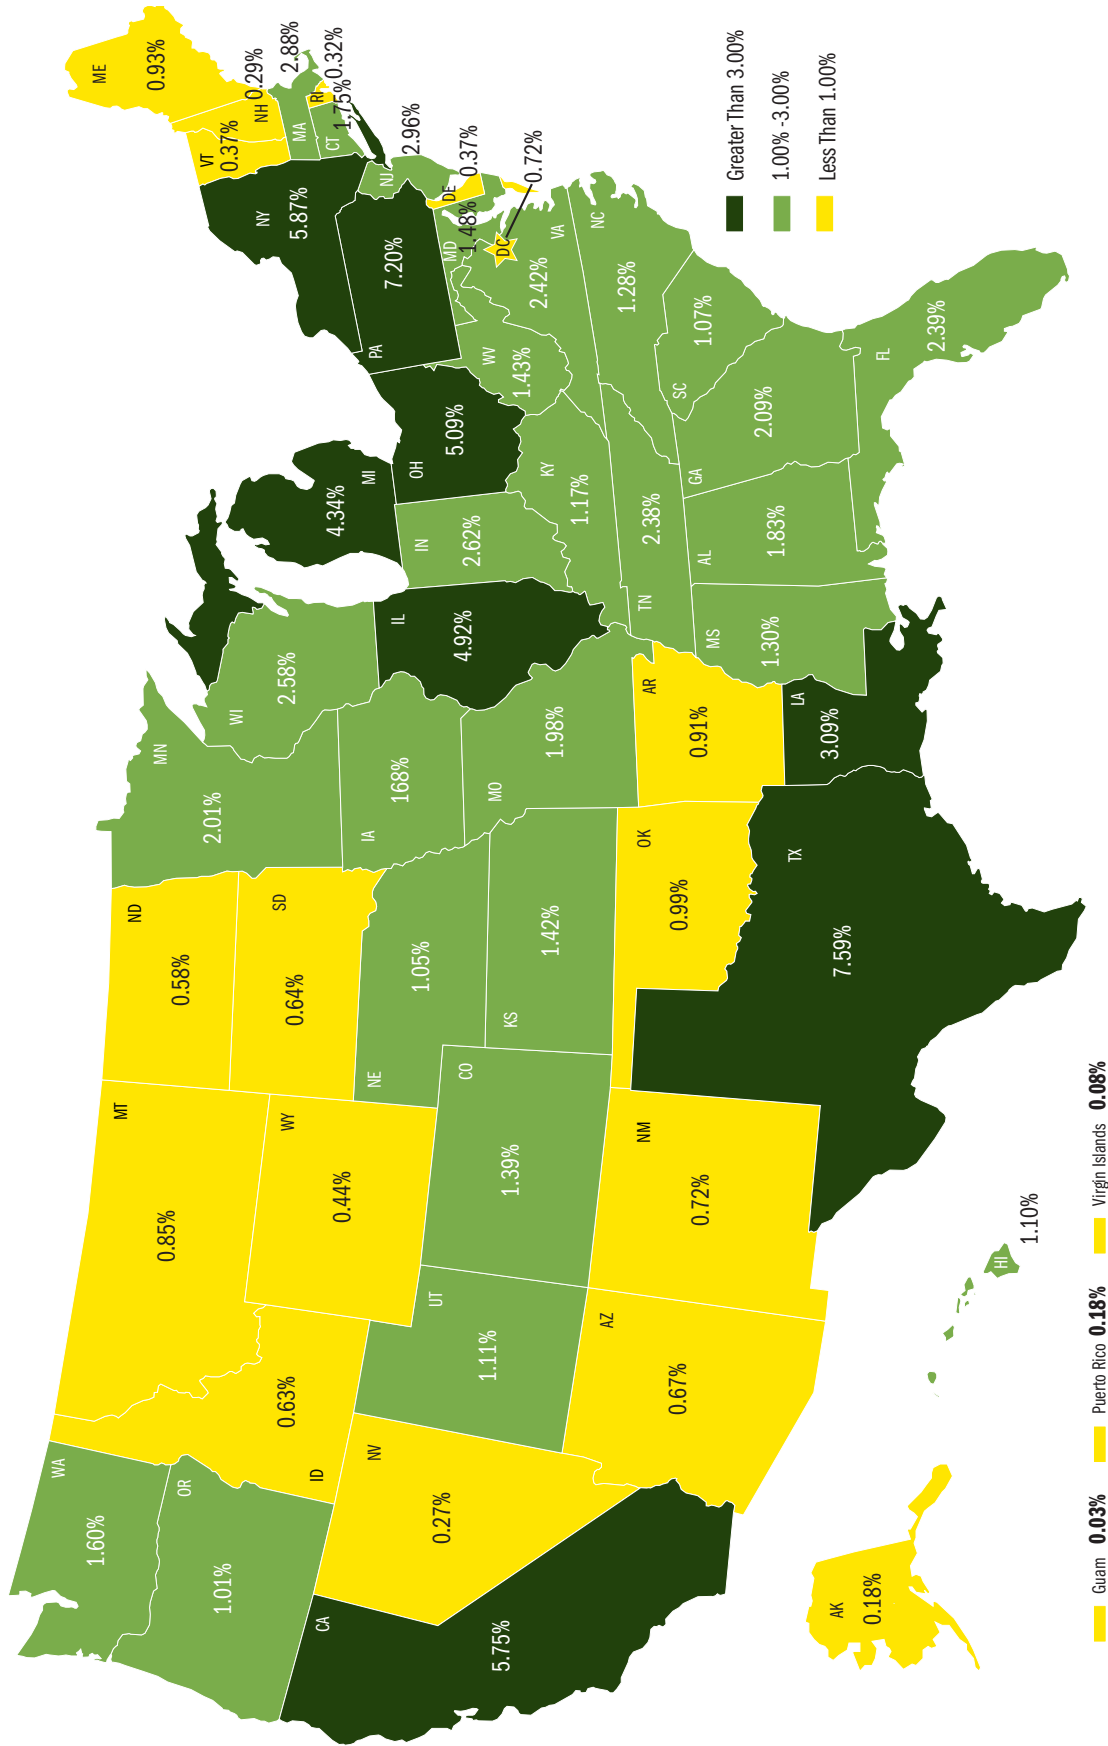 WA
1.60%
OR
1.01%
CA
5.75%
NV
0.27%
ID
0.63%
MT
0.85%
WY
0.44%
UT
1.11%
AZ
0.67%
CO
1.39%
NM
0.72%
ND
0.58%
SD
0.64%
NE
1.05%
KS
1.42%
OK
0.99%
TX
7.59%
MN
2.01%
IA
168%
MO
1.98%
AR
0.91%
LA
3.09%
WI
2.58%
IL
4.92%
MI
4.34%
IN
2.62%
OH
5.09%
KY
1.17%
TN
2.38%
MS
1.30%
AL
1.83%
GA
2.09%
FL
2.39%
SC
1.07%
NC
1.28%
VA
2.42%
WV
1.43%
MD
1.48%
DC
0.72%
DE
0.37%
PA
7.20%
NJ
2.96%
NY
5.87%
CT
1.75%
RI
0.32%
MA
2.88%
VT
0.37%
NH
0.29%
ME
0.93%
AK
0.18%
HI
1.10%
Greater Than 3.00%
1.00% -3.00%
Less Than 1.00%
Guam 0.03% Puerto Rico 0.18% Virgin Islands 0.08%